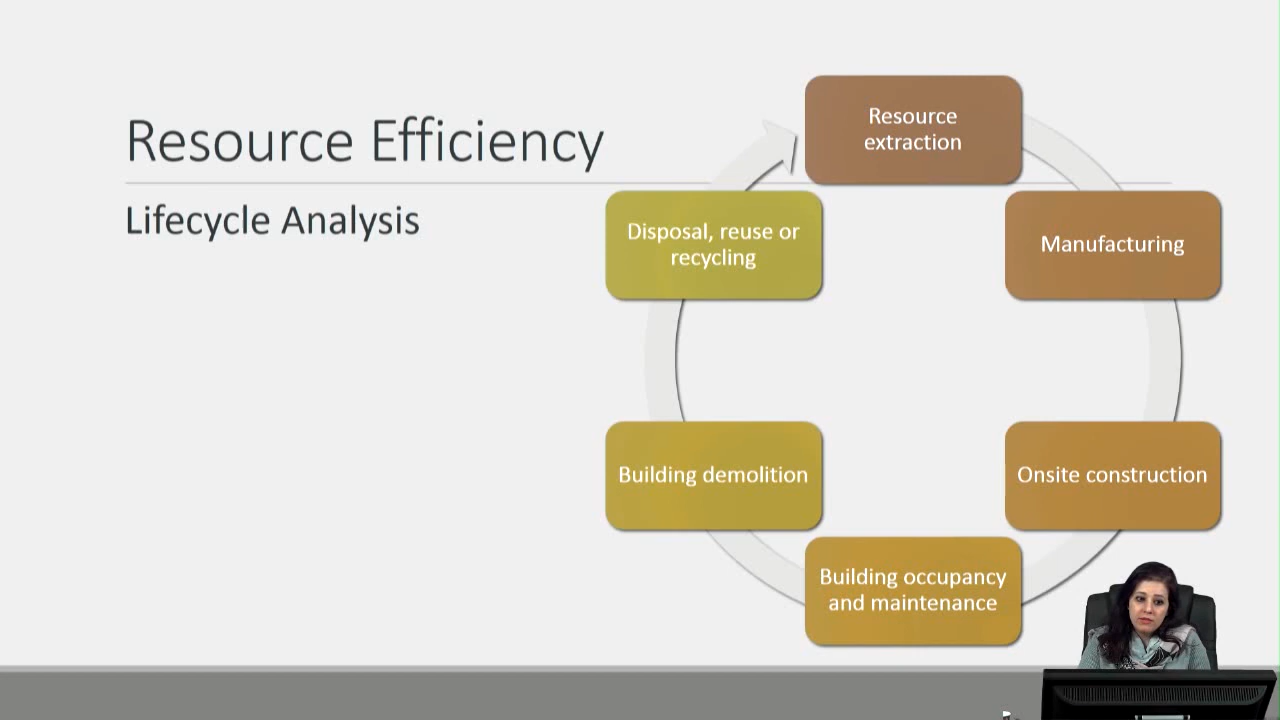 Resource Efficiency
Lifecycle Analysis
Resource
extraction
Manufacturing
Onsite construction
Building occupancy
and maintenance
Building demolition
Disposal, reuse or
recycling